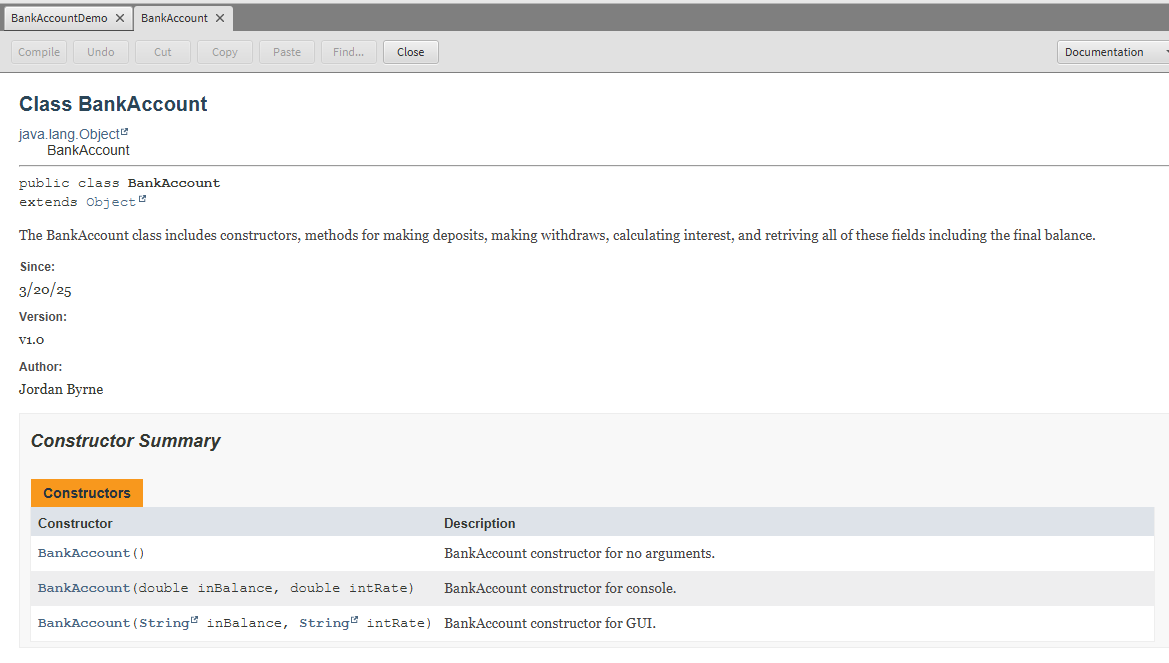 BankAccountDemo ✕ BankAccount ✕
Compile Undo Cut Copy Paste Find... Close Documentation
Class BankAccount
java.lang.Object
BankAccount
public class BankAccount
extends Object
The BankAccount class includes constructors, methods for making deposits, making withdraws, calculating interest, and retriving all of these fields including the final balance.
Since:
3/20/25
Version:
v1.0
Author:
Jordan Byrne
Constructor Summary
Constructors
Constructor Description
BankAccount() BankAccount constructor for no arguments.
BankAccount(double inBalance, double intRate) BankAccount constructor for console.
BankAccount(String inBalance, String intRate) BankAccount constructor for GUI.